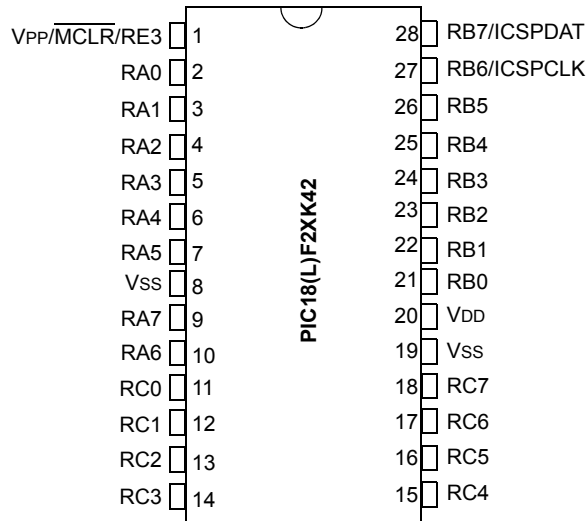 VPP/MCLR/RE3 1 28 RB7/ICSPDAT
RA0 2 27 RB6/ICSPCLK
RA1 3 26 RB5
RA2 4 25 RB4
RA3 5 24 RB3
RA4 6 23 RB2
RA5 7 22 RB1
VSS 8 21 RB0
RA7 9 20 VDD
RA6 10 19 VSS
RC0 11 18 RC7
RC1 12 17 RC6
RC2 13 16 RC5
RC3 14 15 RC4
PIC18(L)F2XK42